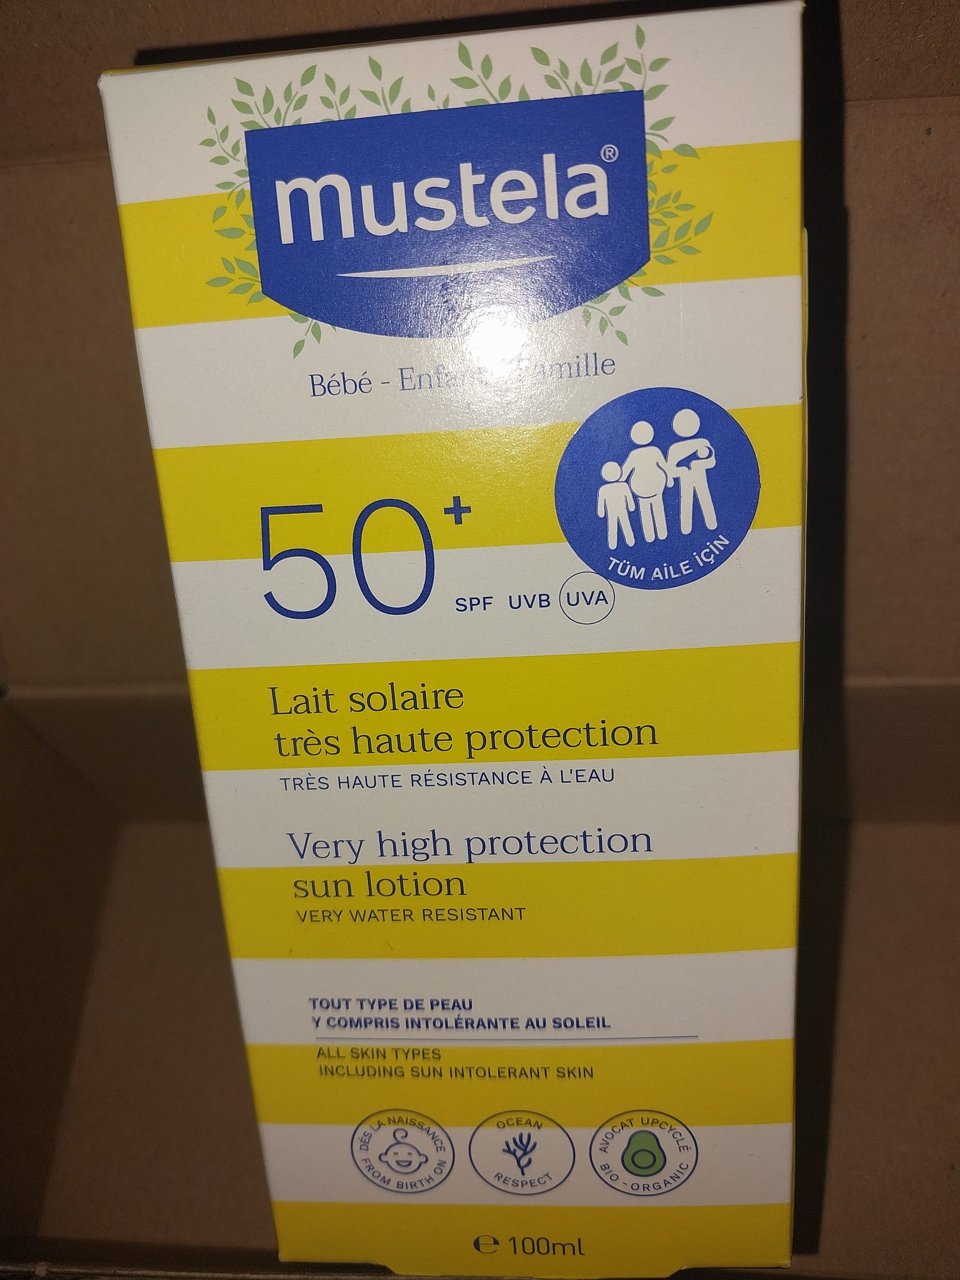 mustela®
Bébé - Enfant - Famille
50+
SPF UVB UVA
TÜM AİLE İÇİN
Lait solaire
très haute protection
TRÈS HAUTE RÉSISTANCE À L'EAU
Very high protection
sun lotion
VERY WATER RESISTANT
TOUT TYPE DE PEAU
Y COMPRIS INTOLÉRANTE AU SOLEIL
ALL SKIN TYPES
INCLUDING SUN INTOLERANT SKIN
DÈS LA NAISSANCE
FROM BIRTH ON
OCEAN
RESPECT
AVOCAT UPCYCLÉ
BIO - ORGANIC
℮ 100ml